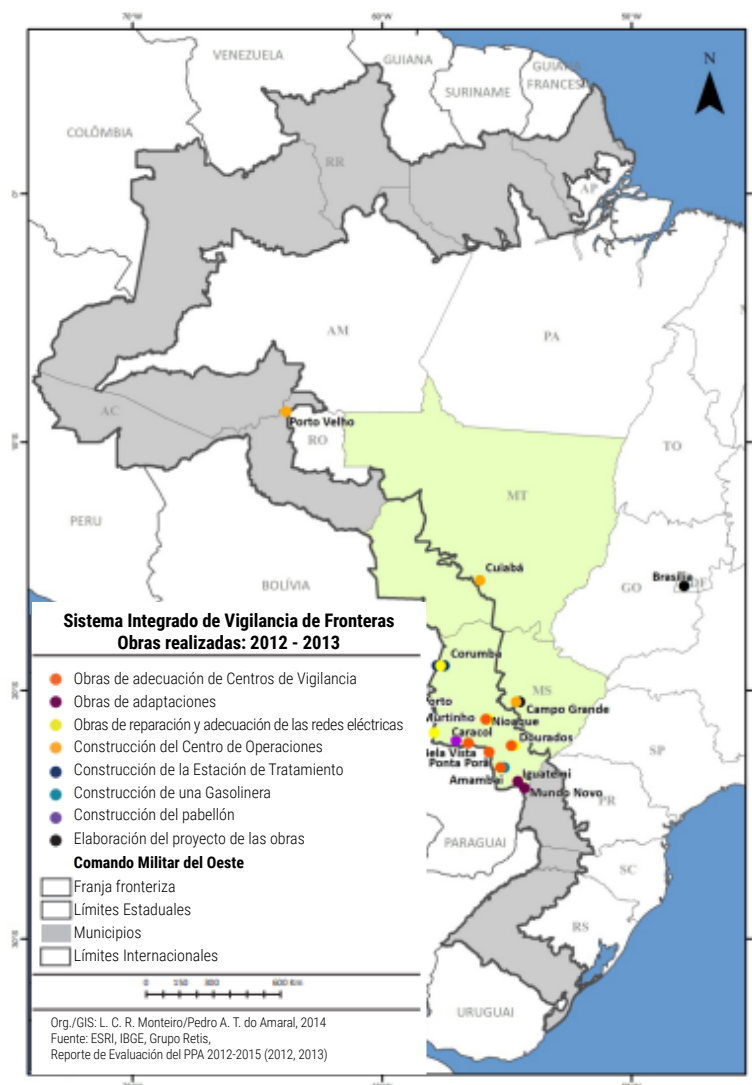 70°
60°
50°
VENEZUELA
GUIANA
GUIANA
FRANCES
SURINAME
N
COLÔMBIA
RR
AP
0°
AM
PA
AC
Porto Velho
RO
10°
TO
MT
PERU
Cuiabá
BOLÍVIA
GO
Brasília
DF
Sistema Integrado de Vigilancia de Fronteras
Obras realizadas: 2012 - 2013
Obras de adecuación de Centros de Vigilancia
Obras de adaptaciones
Obras de reparación y adecuación de las redes eléctricas
Construcción del Centro de Operaciones
Construcción de la Estación de Tratamiento
Construcción de una Gasolinera
Construcción del pabellón
Elaboración del proyecto de las obras
Comando Militar del Oeste
Franja fronteriza
Límites Estaduales
Municipios
Límites Internacionales
0 150 300 600 Km
Org./GIS: L. C. R. Monteiro/Pedro A. T. do Amaral, 2014
Fuente: ESRI, IBGE, Grupo Retis,
Reporte de Evaluación del PPA 2012-2015 (2012, 2013)
Corumba
MS
Campo Grande
orto
Murtinho
Nioaque
Caracol
Dourados
Bela Vista
Ponta Porã
Amambai
Iguatemi
Mundo Novo
SP
PR
PARAGUAI
SC
RS
URUGUAI